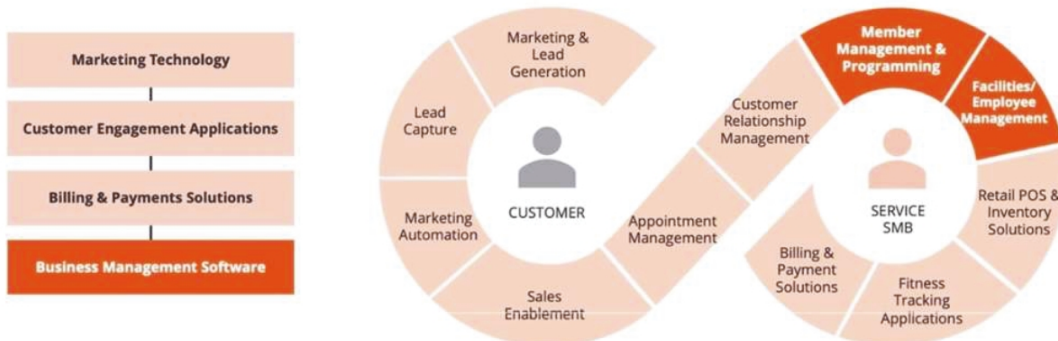 Marketing Technology
Customer Engagement Applications
Billing & Payments Solutions
Business Management Software
Marketing &
Lead
Generation
Lead
Capture
Marketing
Automation
Sales
Enablement
Appointment
Management
Customer
Relationship
Management
Member
Management &
Programming
Facilities/
Employee
Management
Retail POS &
Inventory
Solutions
Fitness
Tracking
Applications
Billing &
Payment
Solutions
CUSTOMER
SERVICE
SMB